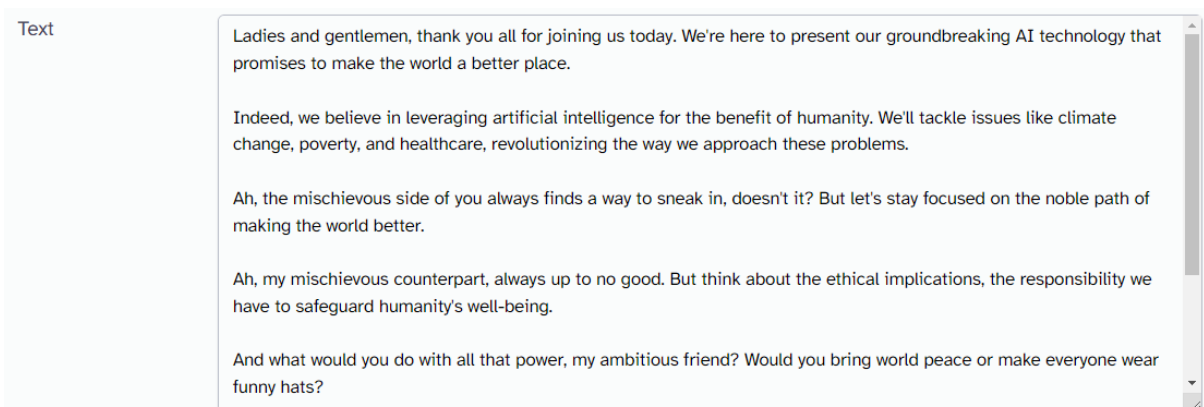 Text
Ladies and gentlemen, thank you all for joining us today. We're here to present our groundbreaking AI technology that
promises to make the world a better place.
Indeed, we believe in leveraging artificial intelligence for the benefit of humanity. We'll tackle issues like climate
change, poverty, and healthcare, revolutionizing the way we approach these problems.
Ah, the mischievous side of you always finds a way to sneak in, doesn't it? But let's stay focused on the noble path of
making the world better.
Ah, my mischievous counterpart, always up to no good. But think about the ethical implications, the responsibility we
have to safeguard humanity's well-being.
And what would you do with all that power, my ambitious friend? Would you bring world peace or make everyone wear
funny hats?